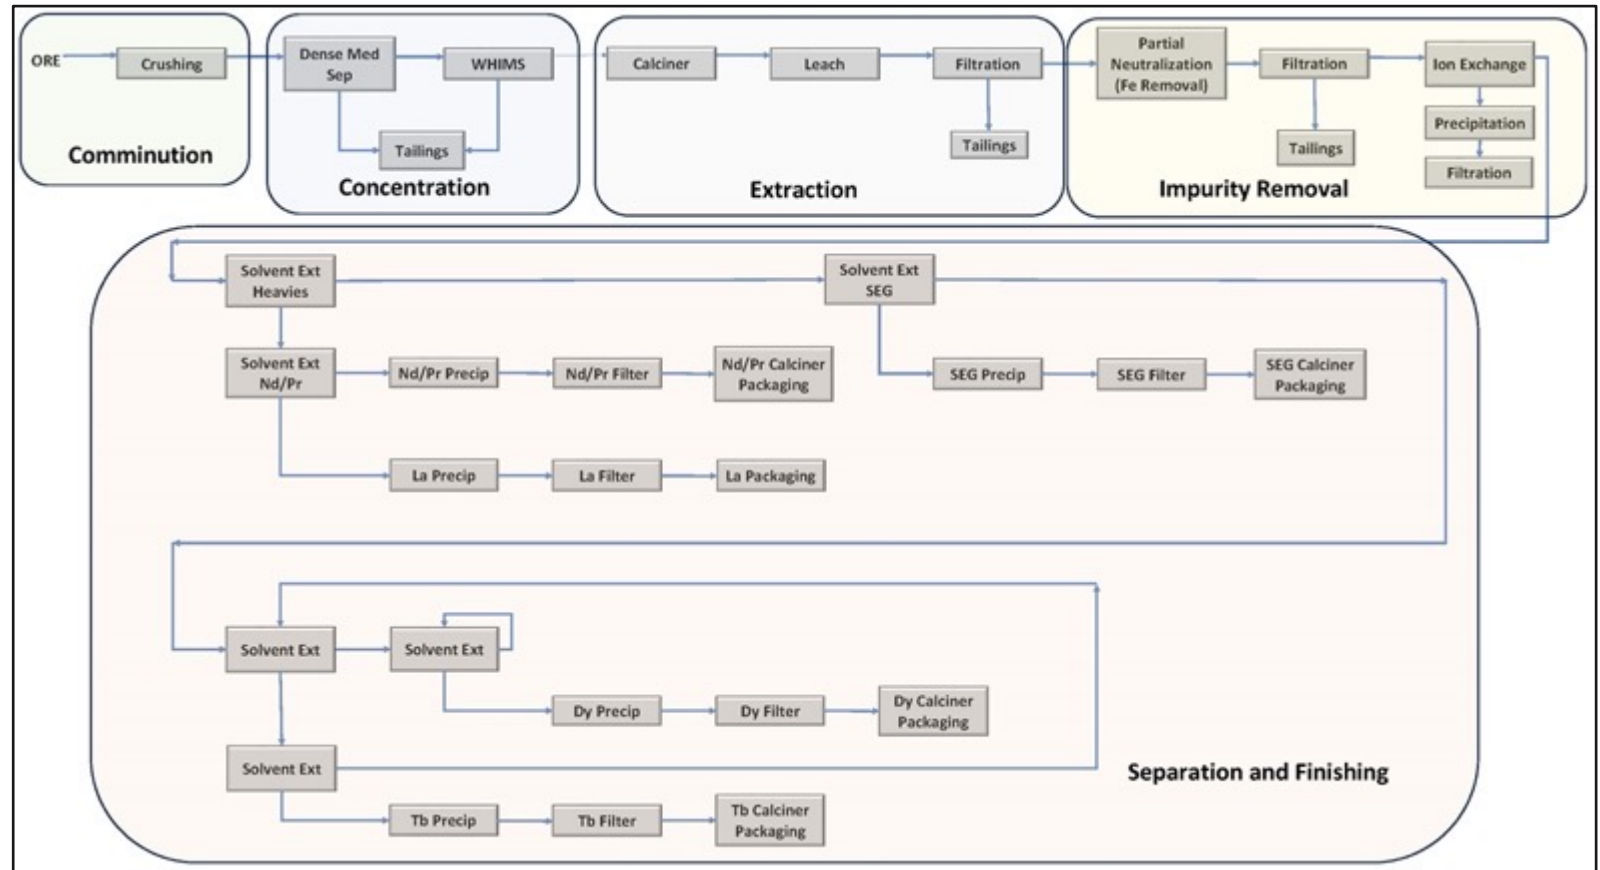 ORE
Crushing
Comminution
Dense Med
Sep
WHIMS
Tailings
Concentration
Calciner
Leach
Filtration
Tailings
Extraction
Partial
Neutralization
(Fe Removal)
Filtration
Tailings
Ion Exchange
Precipitation
Filtration
Impurity Removal
Solvent Ext
Heavies
Solvent Ext
SEG
Solvent Ext
Nd/Pr
Nd/Pr Precip
Nd/Pr Filter
Nd/Pr Calciner
Packaging
SEG Precip
SEG Filter
SEG Calciner
Packaging
La Precip
La Filter
La Packaging
Solvent Ext
Solvent Ext
Dy Precip
Dy Filter
Dy Calciner
Packaging
Solvent Ext
Separation and Finishing
Tb Precip
Tb Filter
Tb Calciner
Packaging